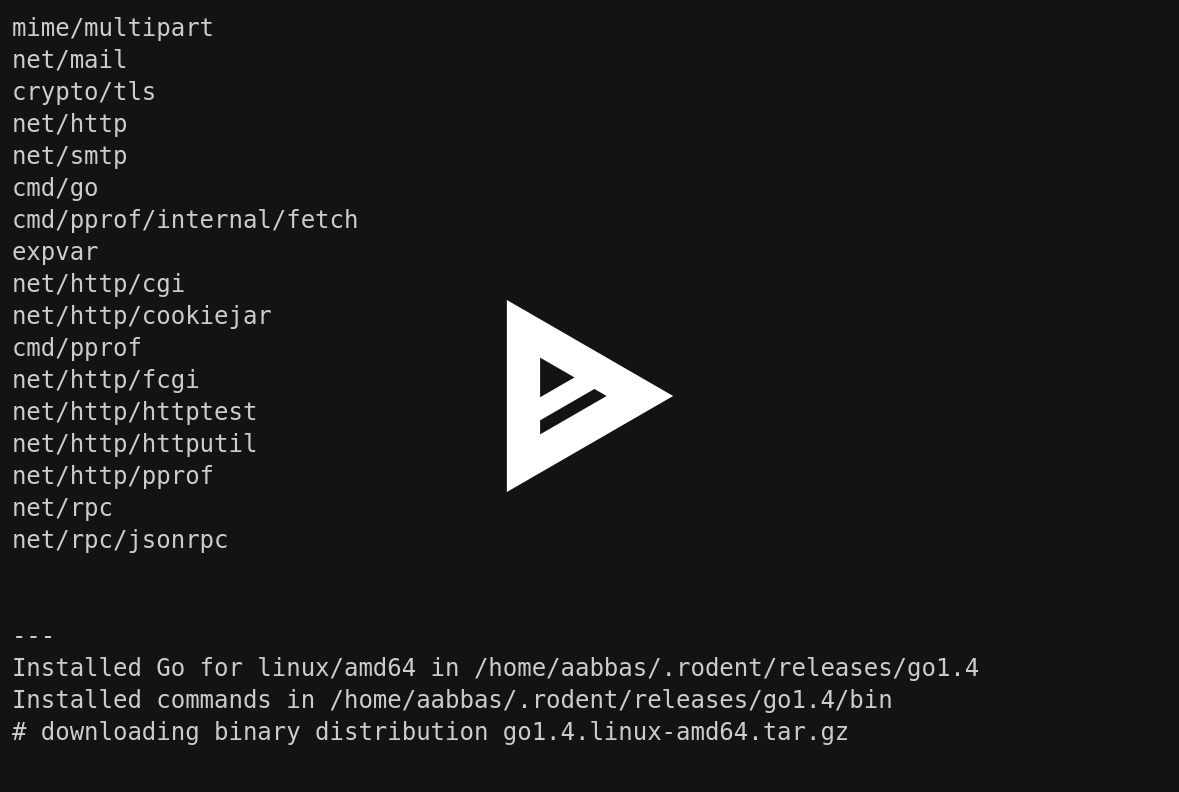 mime/multipart
net/mail
crypto/tls
net/http
net/smtp
cmd/go
cmd/pprof/internal/fetch
expvar
net/http/cgi
net/http/cookiejar
cmd/pprof
net/http/fcgi
net/http/httptest
net/http/httputil
net/http/pprof
net/rpc
net/rpc/jsonrpc
---
Installed Go for linux/amd64 in /home/aabbas/.rodent/releases/go1.4
Installed commands in /home/aabbas/.rodent/releases/go1.4/bin
# downloading binary distribution go1.4.linux-amd64.tar.gz